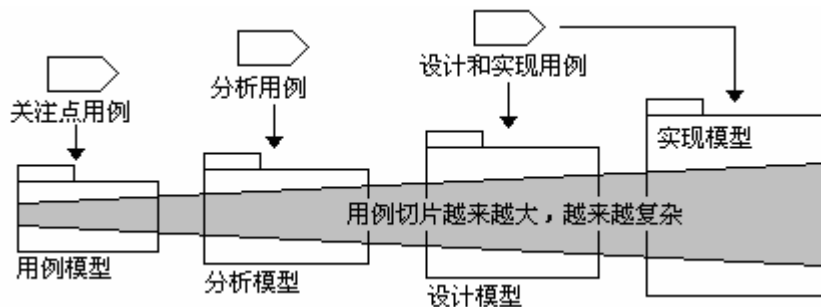 关注点用例
分析用例
设计和实现用例
实现模型
用例切片越来越大，越来越复杂
用例模型
分析模型
设计模型